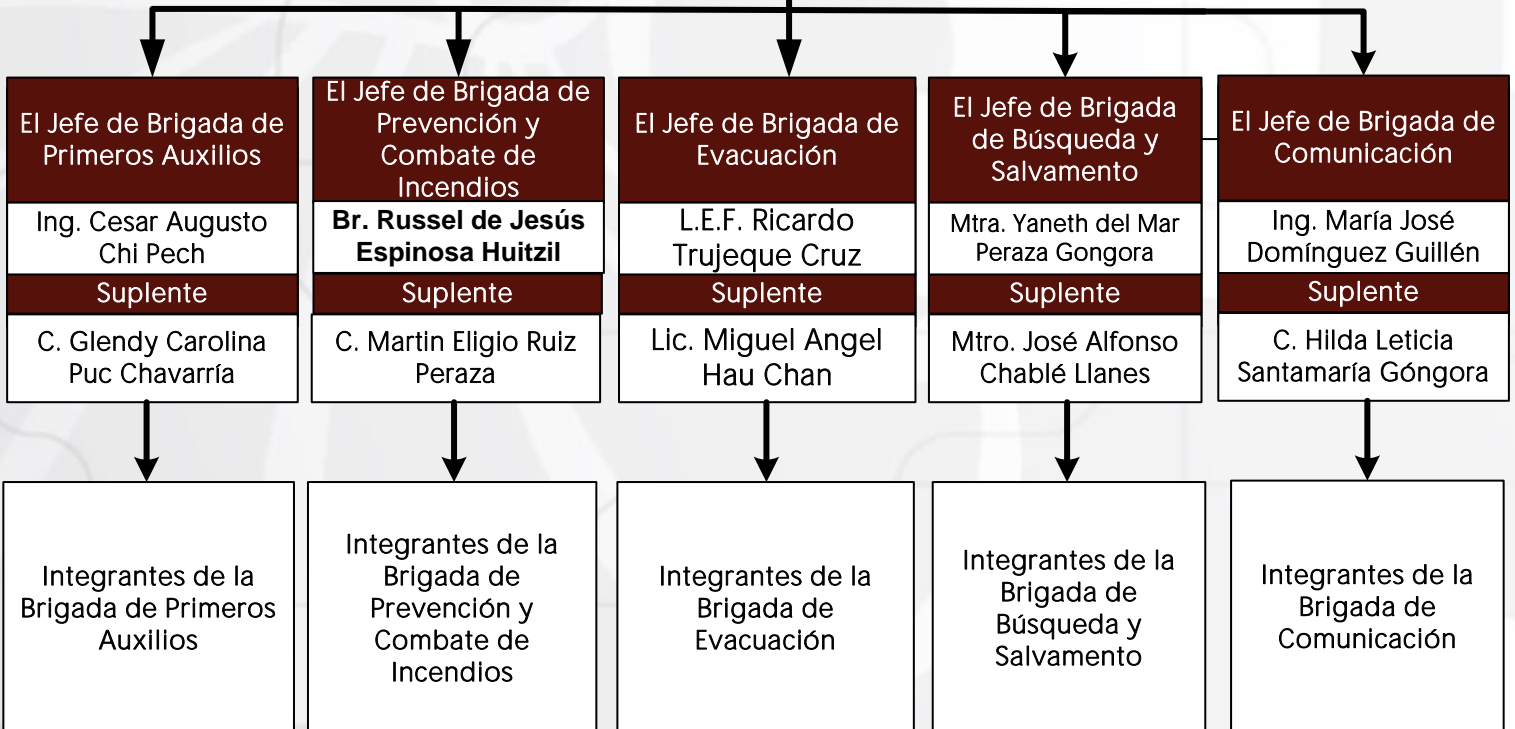 El Jefe de Brigada de
Primeros Auxilios
Ing. Cesar Augusto
Chi Pech
Suplente
C. Glendy Carolina
Puc Chavarría
Integrantes de la
Brigada de Primeros
Auxilios
El Jefe de Brigada de
Prevención y
Combate de
Incendios
Br. Russel de Jesús
Espinosa Huitzil
Suplente
C. Martin Eligio Ruiz
Peraza
Integrantes de la
Brigada de
Prevención y
Combate de
Incendios
El Jefe de Brigada de
Evacuación
L.E.F. Ricardo
Trujeque Cruz
Suplente
Lic. Miguel Angel
Hau Chan
Integrantes de la
Brigada de
Evacuación
El Jefe de Brigada
de Búsqueda y
Salvamento
Mtra. Yaneth del Mar
Peraza Gongora
Suplente
Mtro. José Alfonso
Chablé Llanes
Integrantes de la
Brigada de
Búsqueda y
Salvamento
El Jefe de Brigada de
Comunicación
Ing. María José
Domínguez Guillén
Suplente
C. Hilda Leticia
Santamaría Góngora
Integrantes de la
Brigada de
Comunicación